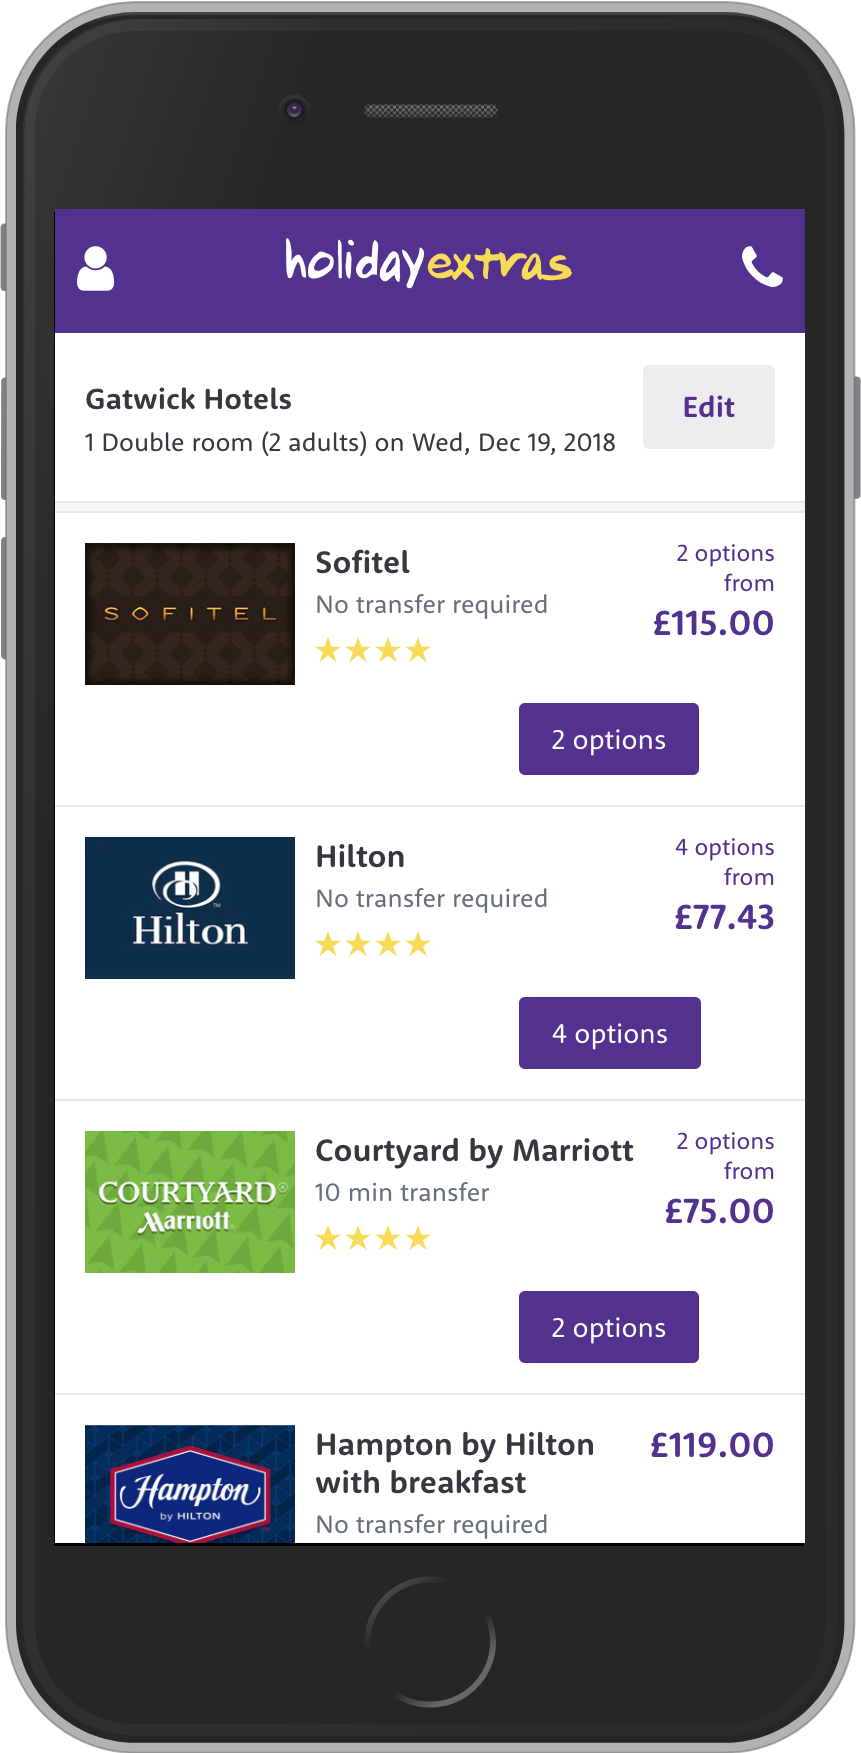 holidayextras
Gatwick Hotels
1 Double room (2 adults) on Wed, Dec 19, 2018
Edit
SOFITEL
Sofitel
No transfer required
2 options
from
£115.00
2 options
Hilton
TM
Hilton
No transfer required
4 options
from
£77.43
4 options
COURTYARD®
Marriott
Courtyard by Marriott
10 min transfer
2 options
from
£75.00
2 options
Hampton
by HILTON
Hampton by Hilton
with breakfast
No transfer required
£119.00